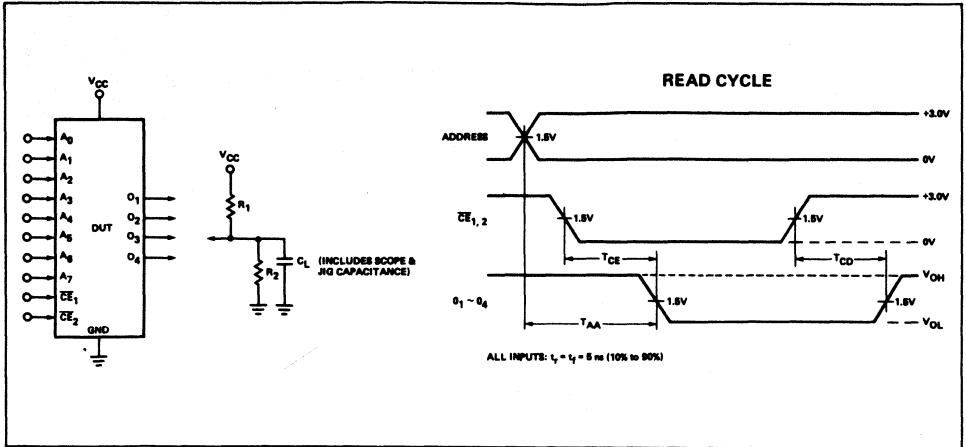 VCC
A0
A1
A2
A3
A4
A5
A6
A7
CE1
CE2
O1
O2
O3
O4
DUT
GND
VCC
R1
R2
CL (INCLUDES SCOPE &
JIG CAPACITANCE)
READ CYCLE
ADDRESS
1.5V
+3.0V
0V
CE1, 2
1.5V
1.5V
+3.0V
0V
TCE
TCD
01 ~ 04
1.5V
1.5V
VOH
VOL
TAA
ALL INPUTS: tr = tf = 5 ns (10% to 90%)